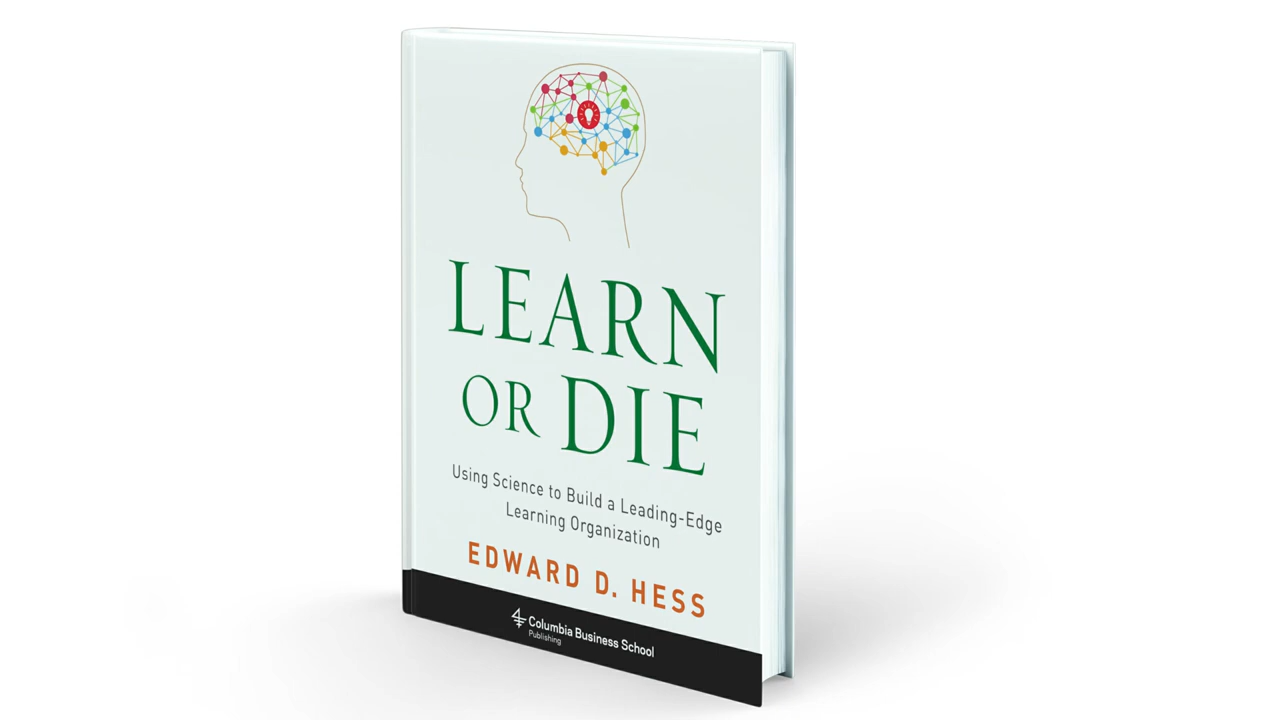 LEARN
OR DIE
Using Science to Build a Leading-Edge
Learning Organization
EDWARD D. HESS
Columbia Business School
Publishing